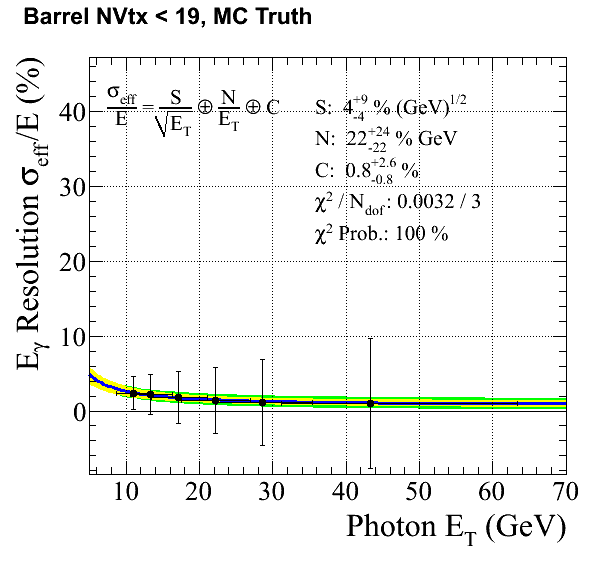 Barrel NVtx < 19, MC Truth
Eγ Resolution σeff/E (%)
σeff/E = S/√ET ⊕ N/ET ⊕ C
S: 4 +9 -4 % (GeV)1/2
N: 22 +24 -22 % GeV
C: 0.8 +2.6 -0.8 %
χ2 / Ndof: 0.0032 / 3
χ2 Prob.: 100 %
40
30
20
10
0
10 20 30 40 50 60 70
Photon ET (GeV)